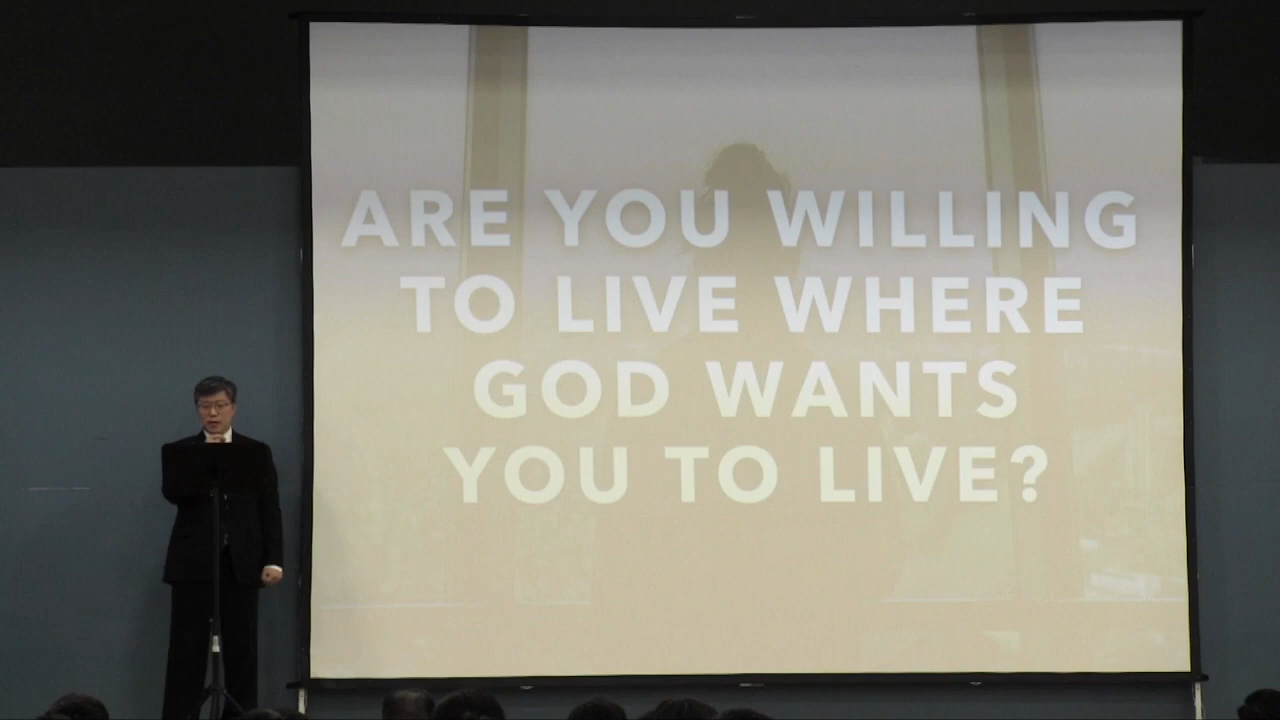 ARE YOU WILLING
TO LIVE WHERE
GOD WANTS
YOU TO LIVE?